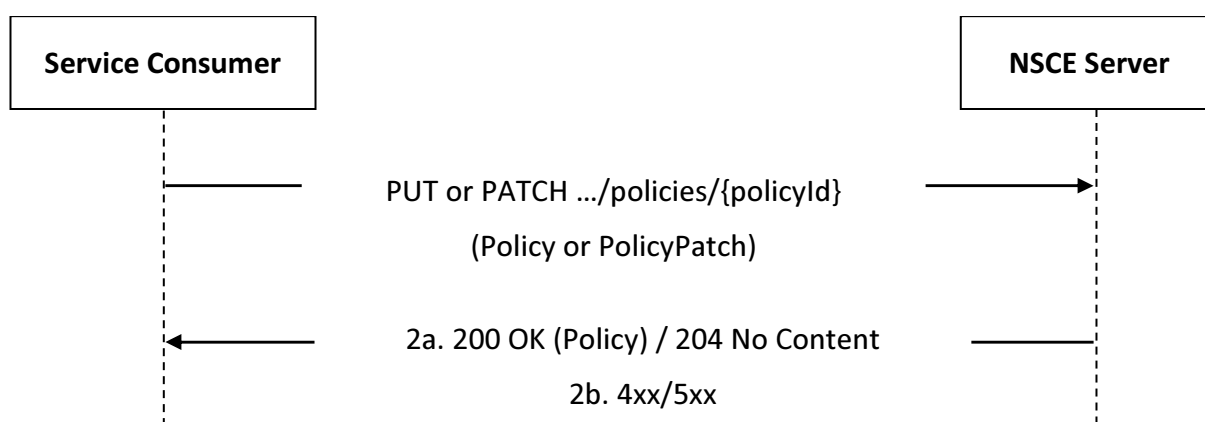 Service Consumer
NSCE Server
PUT or PATCH …/policies/{policyId}
(Policy or PolicyPatch)
2a. 200 OK (Policy) / 204 No Content
2b. 4xx/5xx